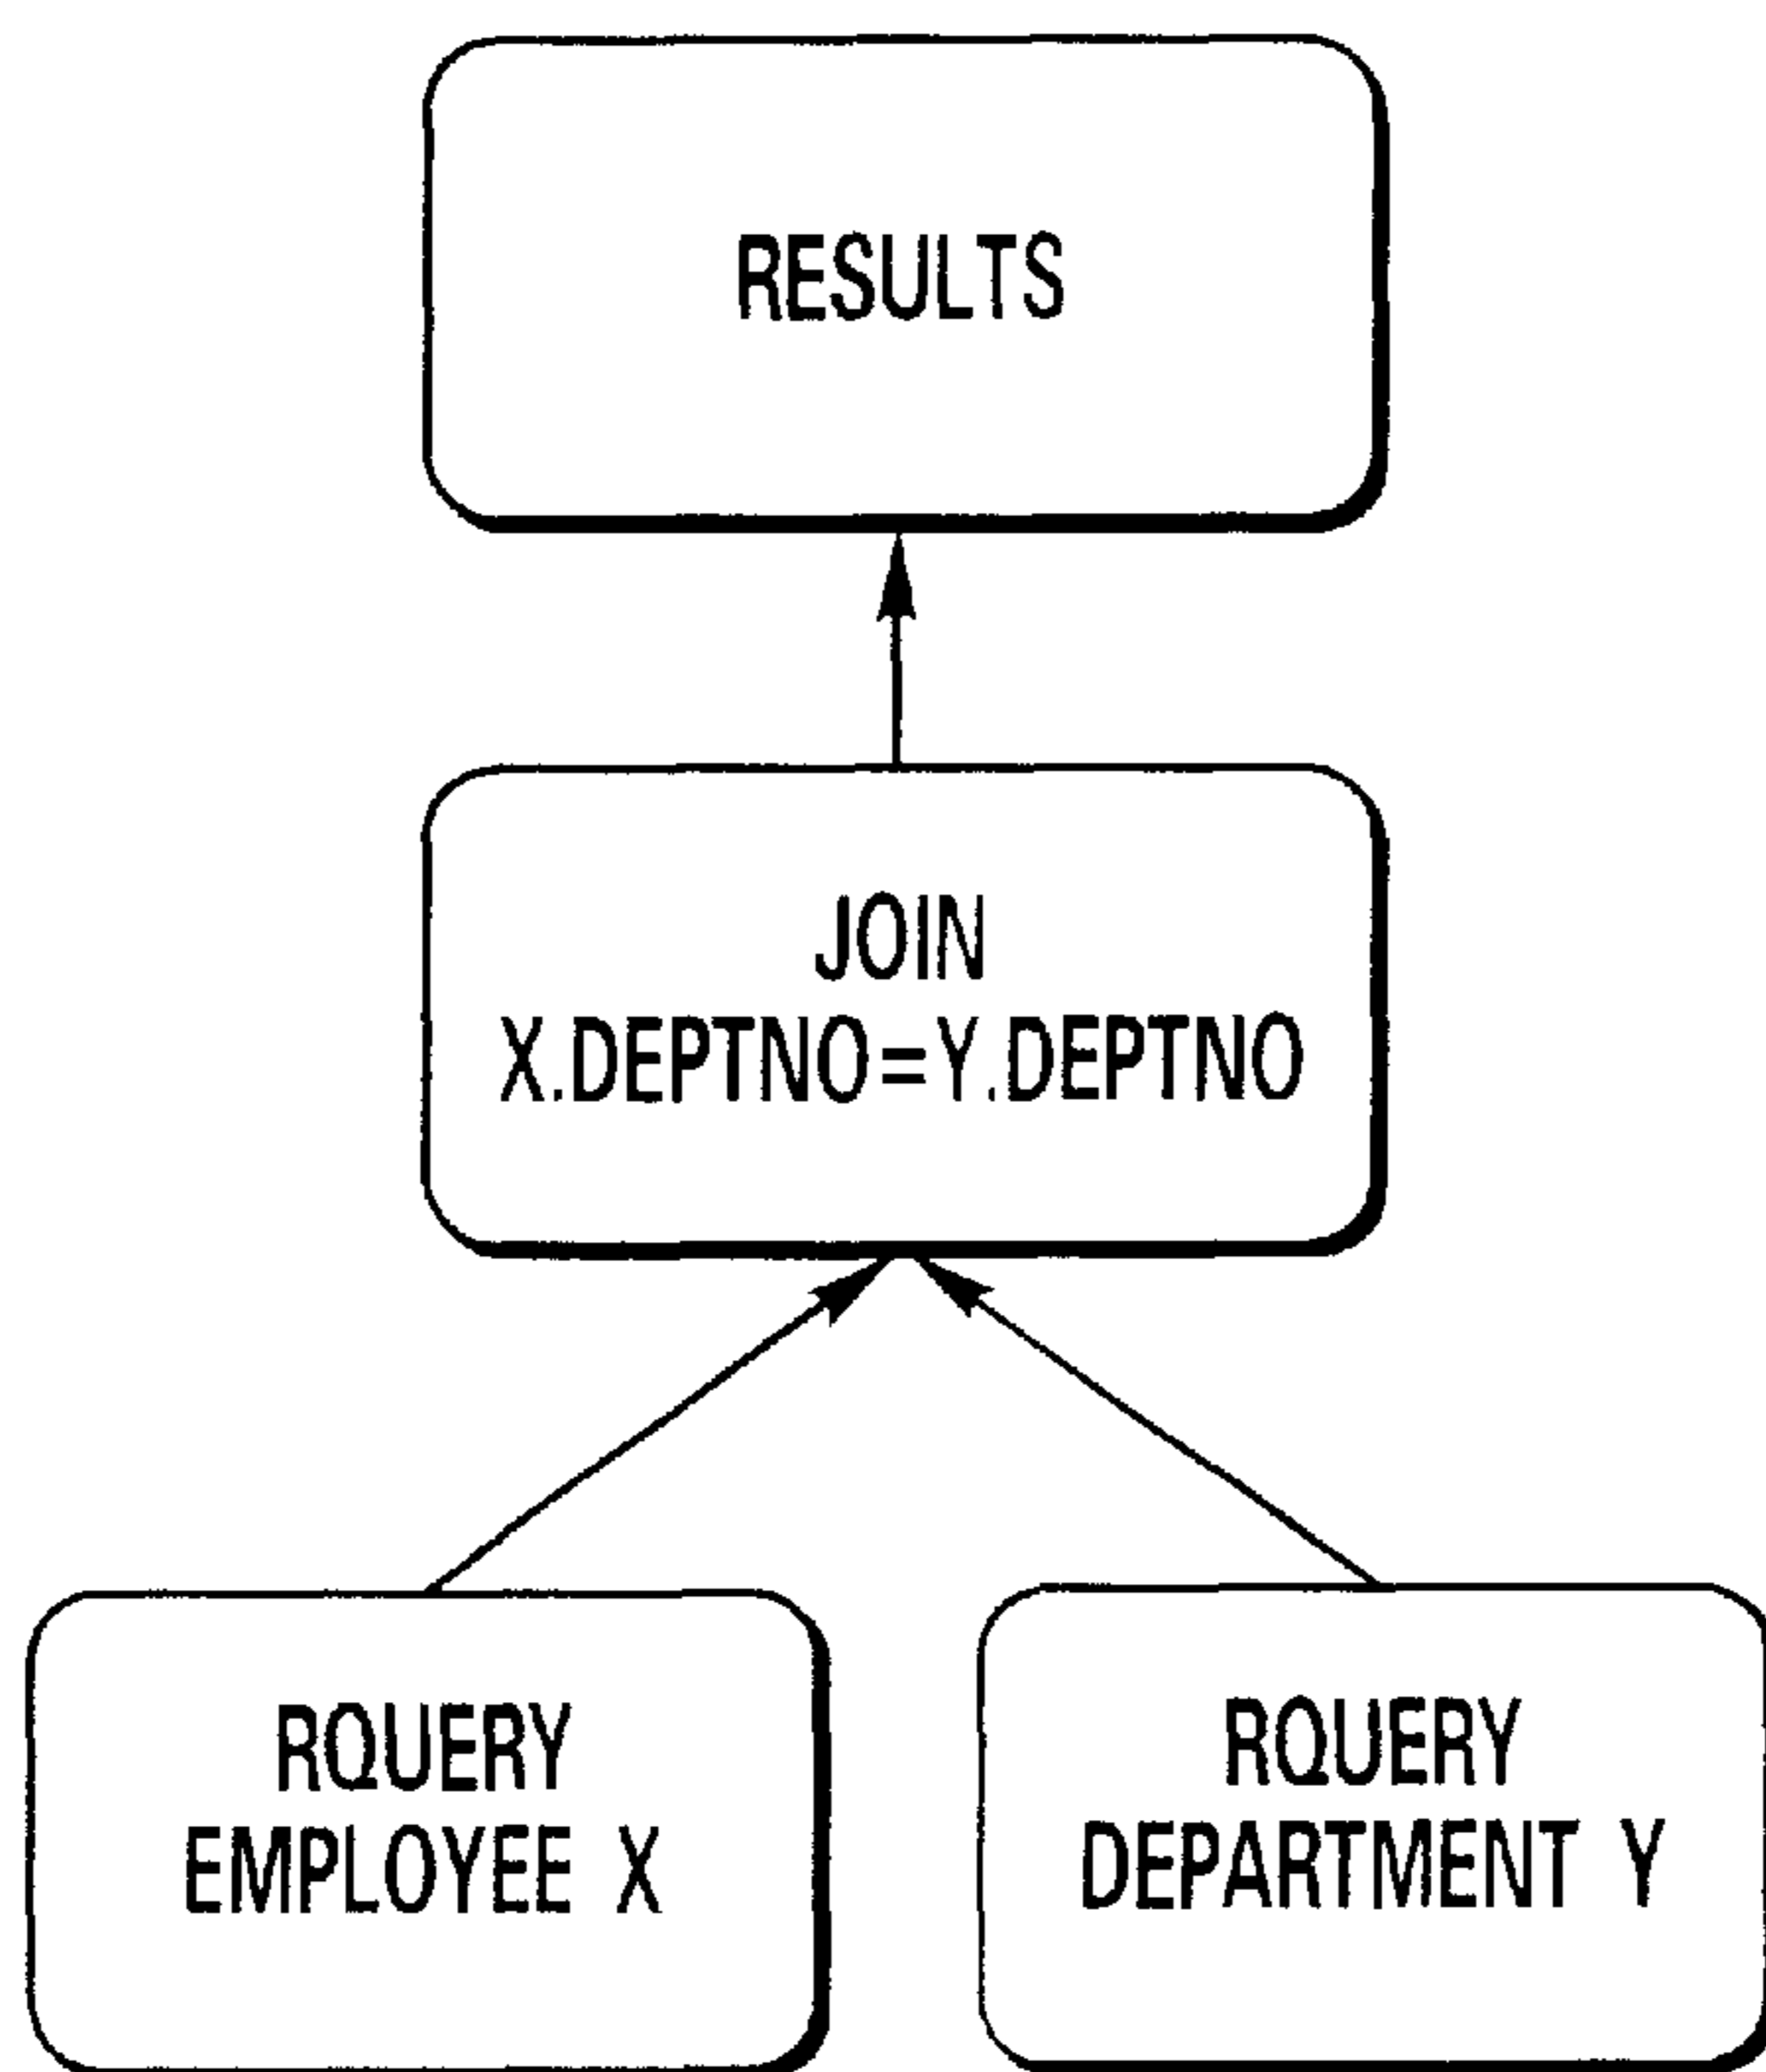 RESULTS
JOIN
X.DEPTNO=Y.DEPTNO
RQUERY
EMPLOYEE X
RQUERY
DEPARTMENT Y